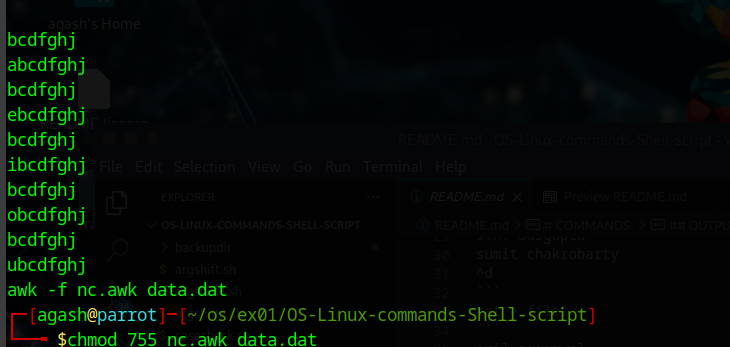 agash's Home
bcdfghj
abcdfghj
bcdfghj
ebcdfghj
bcdfghj
README.md - OS-Linux-commands-Shell-script - V
ibcdfghj
File Edit Selection View Go Run Terminal Help
bcdfghj
EXPLORER ... README.md Preview README.md
obcdfghj
OS-LINUX-COMMANDS-SHELL-SCRIPT README.md > # COMMANDS: > ## OUTPU
bcdfghj
backupdir 30 sumit chakrobarty
ubcdfghj
argshift.sh 31 ^d
awk -f nc.awk data.dat
32 ```
┌─[agash@parrot]─[~/os/ex01/OS-Linux-commands-Shell-script]
└──╼ $chmod 755 nc.awk data.dat